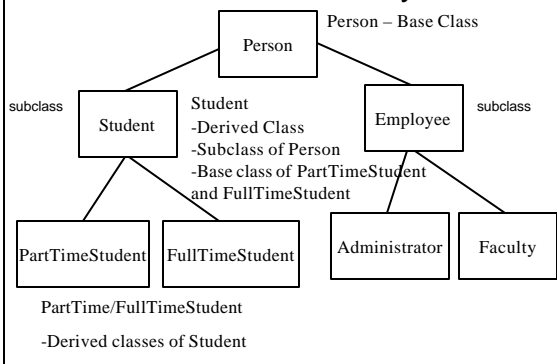 Person – Base Class
Person
subclass
Student
Student
-Derived Class
-Subclass of Person
-Base class of PartTimeStudent
and FullTimeStudent
Employee
subclass
PartTimeStudent
FullTimeStudent
Administrator
Faculty
PartTime/FullTimeStudent
-Derived classes of Student